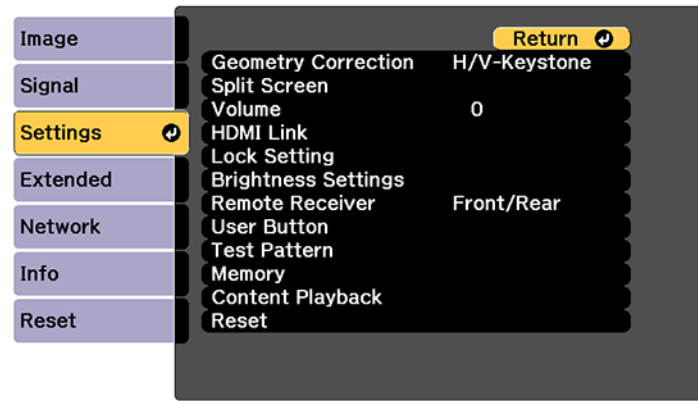 Image
Signal
Settings
Extended
Network
Info
Reset
Return
Geometry Correction H/V-Keystone
Split Screen
Volume 0
HDMI Link
Lock Setting
Brightness Settings
Remote Receiver Front/Rear
User Button
Test Pattern
Memory
Content Playback
Reset